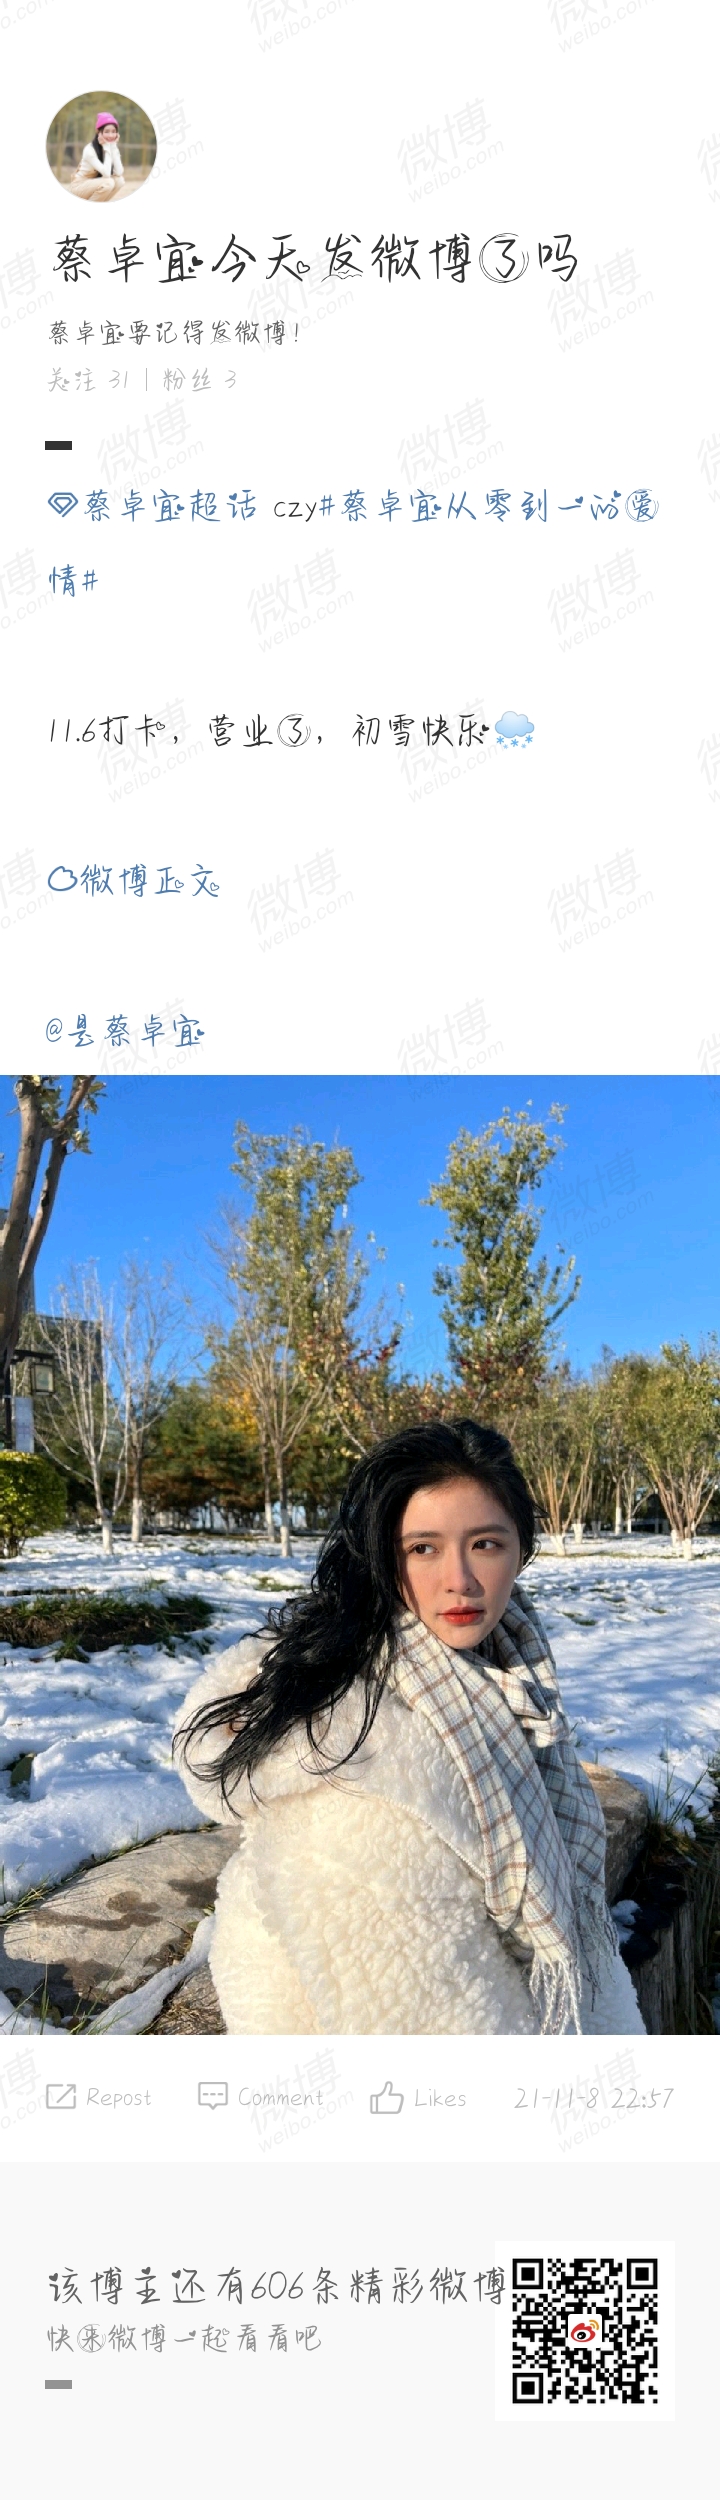 蔡卓宜今天发微博了吗
蔡卓宜要记得发微博!
关注 31 | 粉丝 3
蔡卓宜超话 czy#蔡卓宜从零到一的爱
情#
11.6打卡，营业了，初雪快乐🌨️
微博正文
@是蔡卓宜
Repost Comment Likes 21-11-8 22:57
该博主还有606条精彩微博
快来微博一起看看吧
微博
weibo.com